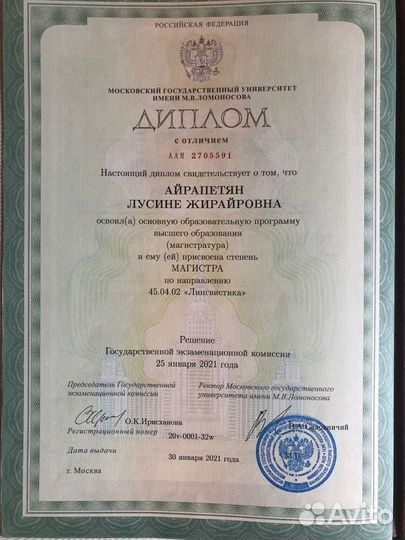 РОССИЙСКАЯ ФЕДЕРАЦИЯ
МОСКОВСКИЙ ГОСУДАРСТВЕННЫЙ УНИВЕРСИТЕТ
ИМЕНИ М.В.ЛОМОНОСОВА
ДИПЛОМ
С ОТЛИЧИЕМ
ААМ 2705591
Настоящий диплом свидетельствует о том, что
АЙРАПЕТЯН
ЛУСИНЕ ЖИРАЙРОВНА
освоил(а) основную образовательную программу
высшего образования
(магистратура)
и ему (ей) присвоена степень
МАГИСТРА
по направлению
45.04.02 «Лингвистика»
Решение
Государственной экзаменационной комиссии
25 января 2021 года
Председатель Государственной экзаменационной комиссии
Ректор Московского государственного университета имени М.В.Ломоносова
О.К.Ирисханова
Садовничий
Регистрационный номер
20v-0001-32w
Дата выдачи
30 января 2021 года
г. Москва
Avito